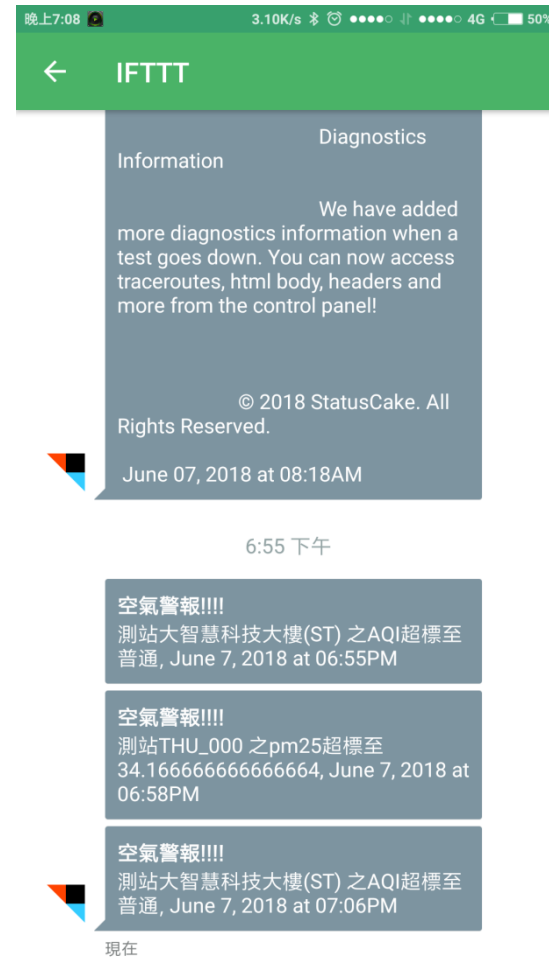 晚上7:08 3.10K/s 4G 50%
IFTTT
Diagnostics
Information
We have added
more diagnostics information when a
test goes down. You can now access
traceroutes, html body, headers and
more from the control panel!
© 2018 StatusCake. All
Rights Reserved.
June 07, 2018 at 08:18AM
6:55 下午
空氣警報!!!!
測站大智慧科技大樓(ST) 之AQI超標至
普通, June 7, 2018 at 06:55PM
空氣警報!!!!
測站THU_000 之pm25超標至
34.166666666666664, June 7, 2018 at
06:58PM
空氣警報!!!!
測站大智慧科技大樓(ST) 之AQI超標至
普通, June 7, 2018 at 07:06PM
現在